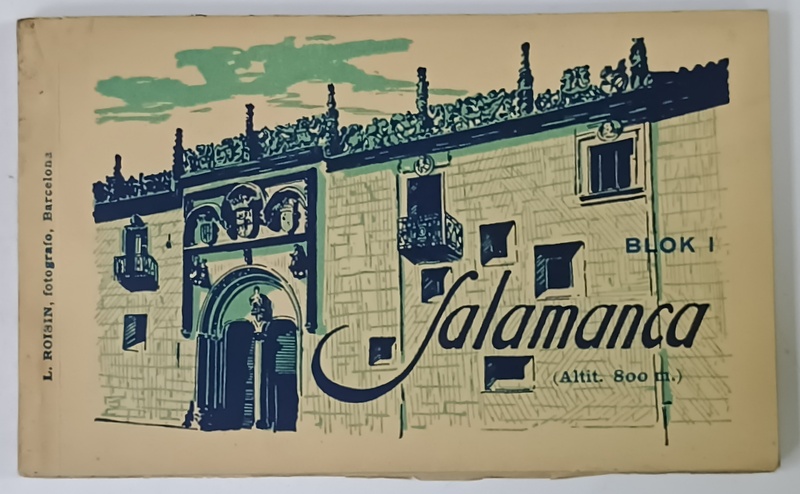 L. ROISIN, fotógrafo, Barcelona
BLOK I
Salamanca
(Altit. 800 m.)